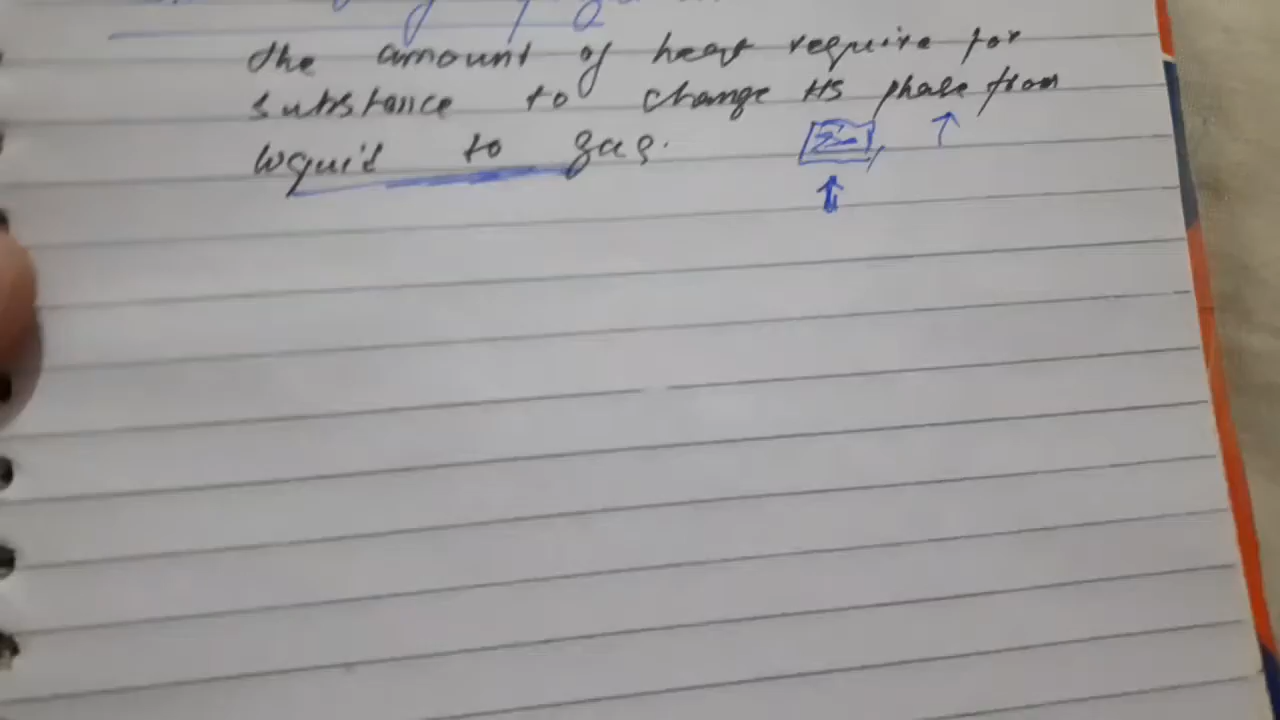 the amount of heat require for
substance to change its phase from
liquid to gas.